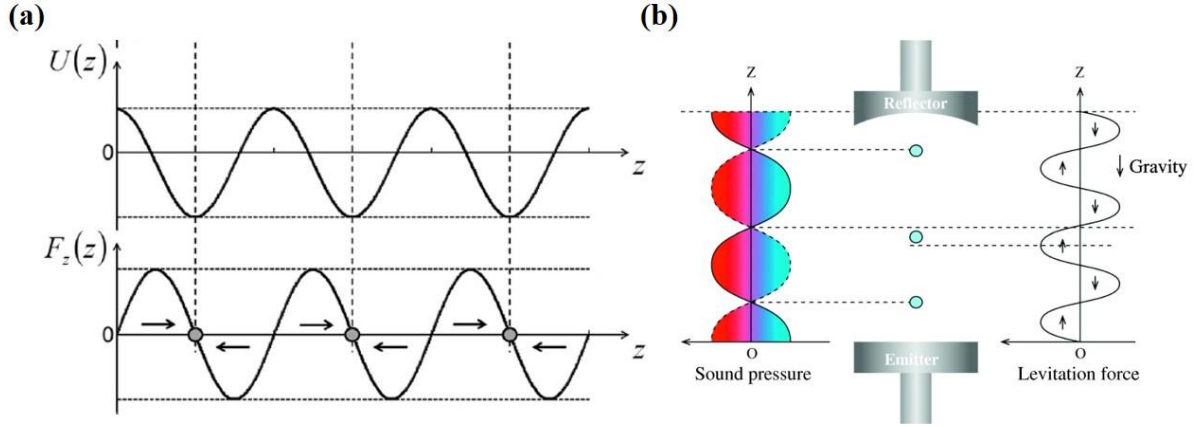 (a)
U(z)
0
z
F_z(z)
0
z
(b)
Z
Reflector
Z
Gravity
O
Sound pressure
Emitter
O
Levitation force